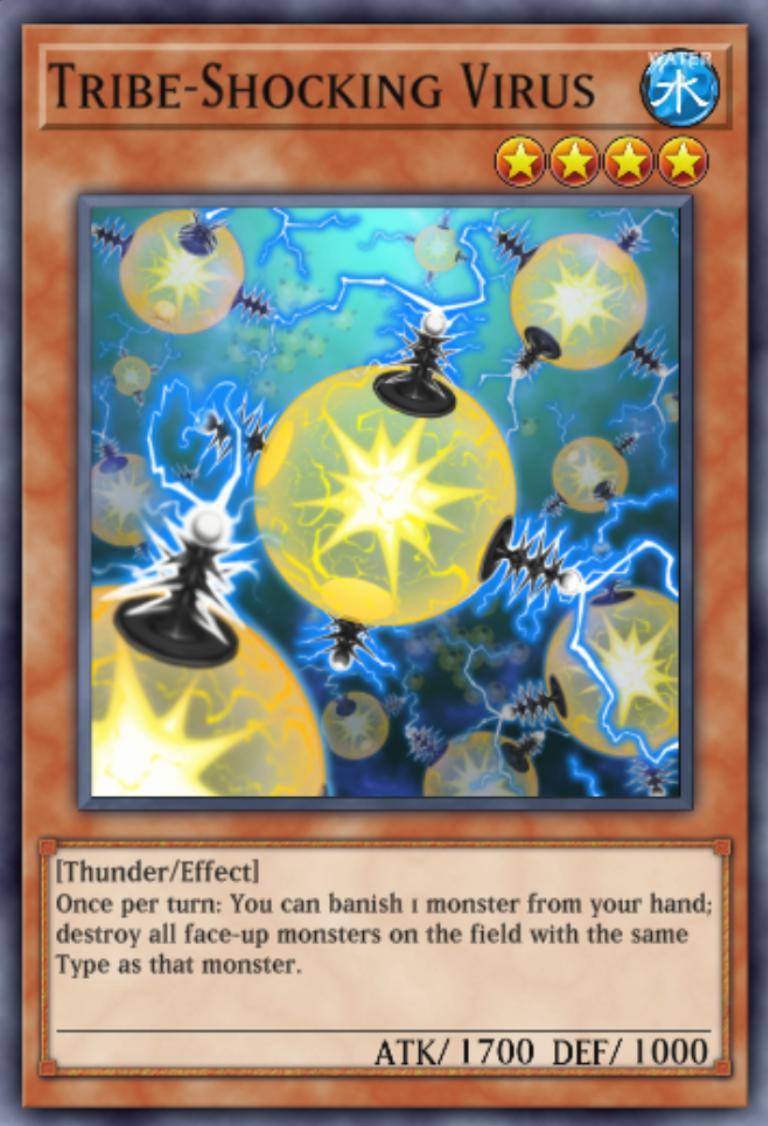 Tribe-Shocking Virus
WATER
水
[Thunder/Effect]
Once per turn: You can banish 1 monster from your hand;
destroy all face-up monsters on the field with the same
Type as that monster.
ATK/ 1700 DEF/ 1000